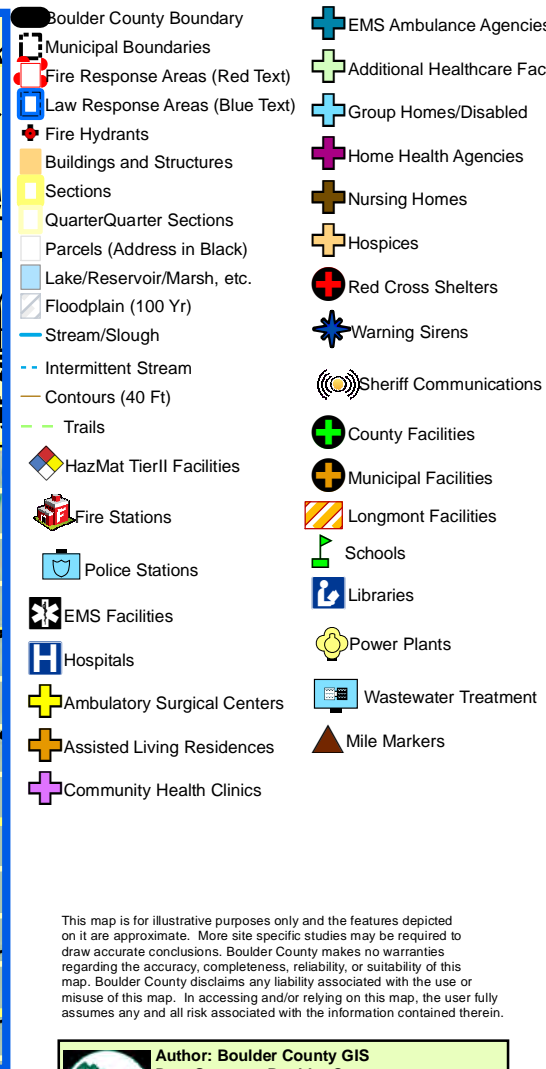 Boulder County Boundary
Municipal Boundaries
Fire Response Areas (Red Text)
Law Response Areas (Blue Text)
Fire Hydrants
Buildings and Structures
Sections
QuarterQuarter Sections
Parcels (Address in Black)
Lake/Reservoir/Marsh, etc.
Floodplain (100 Yr)
Stream/Slough
Intermittent Stream
Contours (40 Ft)
Trails
HazMat TierII Facilities
Fire Stations
Police Stations
EMS Facilities
H Hospitals
Ambulatory Surgical Centers
Assisted Living Residences
Community Health Clinics
EMS Ambulance Agencies
Additional Healthcare Fac
Group Homes/Disabled
Home Health Agencies
Nursing Homes
Hospices
Red Cross Shelters
Warning Sirens
Sheriff Communications
County Facilities
Municipal Facilities
Longmont Facilities
Schools
Libraries
Power Plants
Wastewater Treatment
Mile Markers
This map is for illustrative purposes only and the features depicted
on it are approximate. More site specific studies may be required to
draw accurate conclusions. Boulder County makes no warranties
regarding the accuracy, completeness, reliability, or suitability of this
map. Boulder County disclaims any liability associated with the use or
misuse of this map. In accessing and/or relying on this map, the user fully
assumes any and all risk associated with the information contained therein.
Author: Boulder County GIS